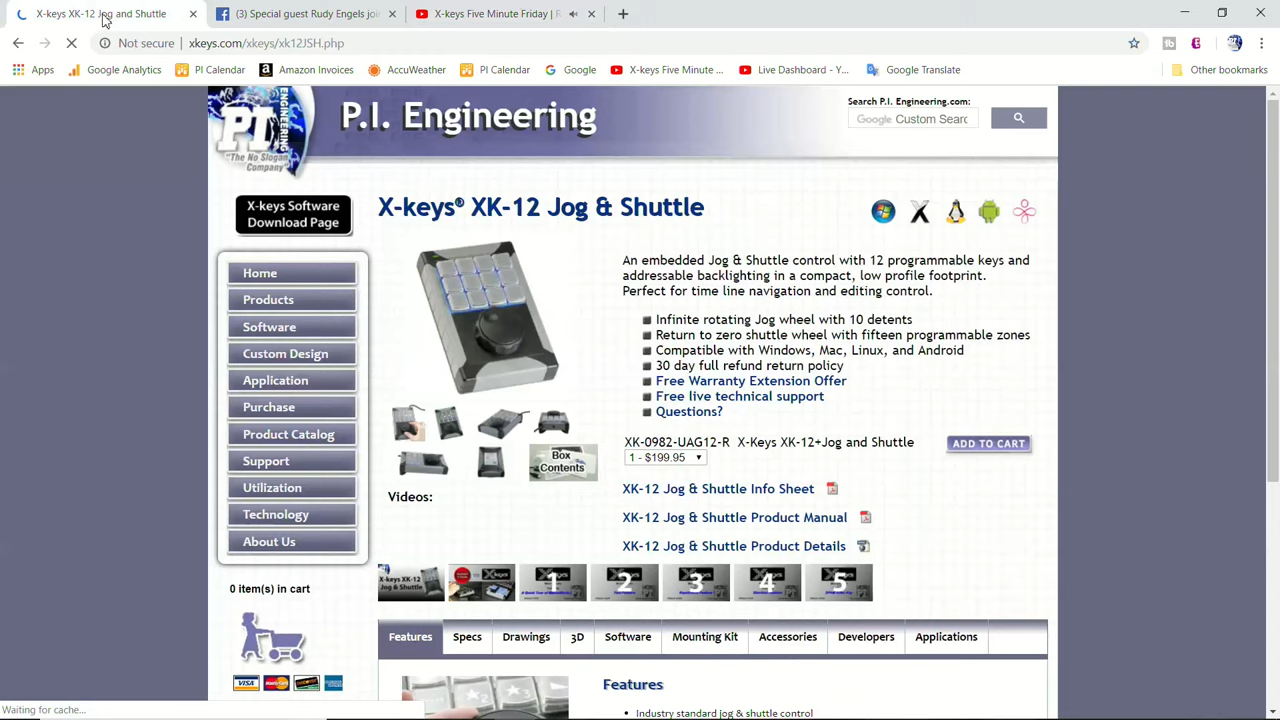 X-keys XK-12 Jog and Shuttle
(3) Special guest Rudy Engels joi
X-keys Five Minute Friday |
Not secure
xkeys.com/xkeys/xk12JSH.php
Apps
Google Analytics
PI Calendar
Amazon Invoices
AccuWeather
PI Calendar
Google
X-keys Five Minute ...
Live Dashboard - Y...
Google Translate
Other bookmarks
PI
ENGINEERING
"The No Slogan
Company"
P.I. Engineering
Search P.I. Engineering.com:
Google Custom Searc
X-keys Software
Download Page
Home
Products
Software
Custom Design
Application
Purchase
Product Catalog
Support
Utilization
Technology
About Us
0 item(s) in cart
VISA
X-keys® XK-12 Jog & Shuttle
An embedded Jog & Shuttle control with 12 programmable keys and
addressable backlighting in a compact, low profile footprint.
Perfect for time line navigation and editing control.
Infinite rotating Jog wheel with 10 detents
Return to zero shuttle wheel with fifteen programmable zones
Compatible with Windows, Mac, Linux, and Android
30 day full refund return policy
Free Warranty Extension Offer
Free live technical support
Questions?
Box
Contents
XK-0982-UAG12-R X-Keys XK-12+Jog and Shuttle
1 - $199.95
ADD TO CART
Videos:
XK-12 Jog & Shuttle Info Sheet
XK-12 Jog & Shuttle Product Manual
XK-12 Jog & Shuttle Product Details
X-keys XK-12
Jog & Shuttle
1
2
3
4
5
Features
Specs
Drawings
3D
Software
Mounting Kit
Accessories
Developers
Applications
Features
Industry standard jog & shuttle control
Waiting for cache...